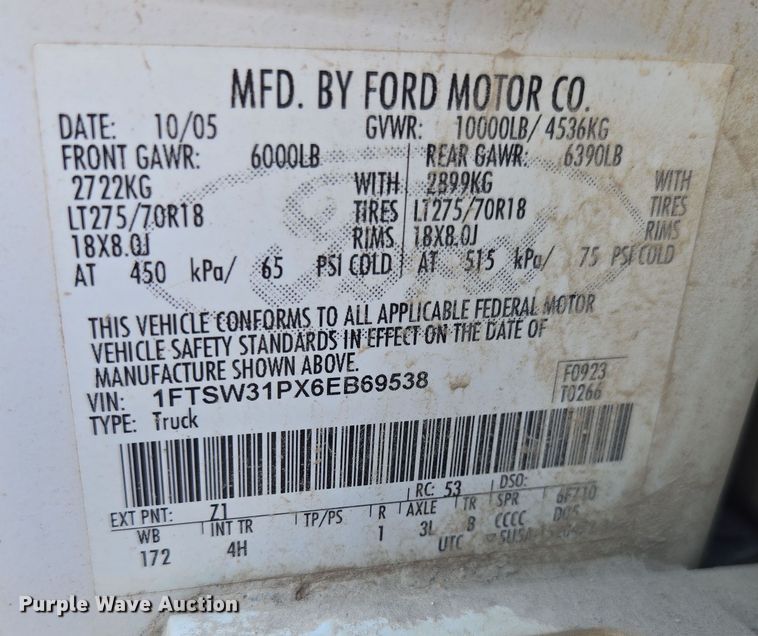 MFD. BY FORD MOTOR CO.
DATE: 10/05 GVWR: 10000LB/ 4536KG
FRONT GAWR: 6000LB REAR GAWR: 6390LB
2722KG WITH 2899KG WITH
LT275/70R18 TIRES LT275/70R18 TIRES
18X8.0J RIMS 18X8.0J RIMS
AT 450 kPa/ 65 PSI COLD AT 515 kPa/ 75 PSI COLD
THIS VEHICLE CONFORMS TO ALL APPLICABLE FEDERAL MOTOR
VEHICLE SAFETY STANDARDS IN EFFECT ON THE DATE OF
MANUFACTURE SHOWN ABOVE.
VIN: 1FTSW31PX6EB69538 F0923
TYPE: Truck T0266
EXT PNT: Z1 RC: 53 DSO:
WB INT TR TP/PS R AXLE TR SPR
172 4H 1 3L B CCCC
UTC
Purple Wave Auction